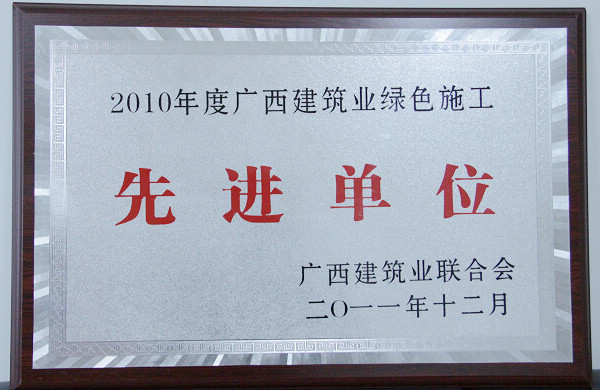 2010年度广西建筑业绿色施工
先进单位
广西建筑业联合会
二〇一一年十二月